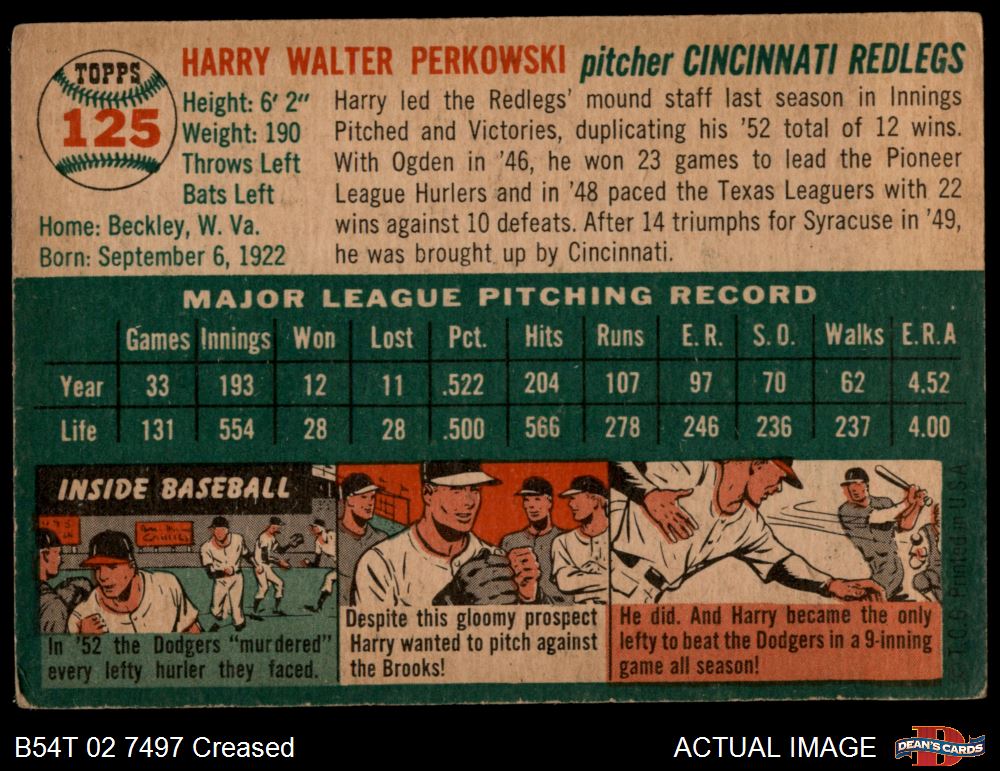 TOPPS
125
HARRY WALTER PERKOWSKI pitcher CINCINNATI REDLEGS
Height: 6' 2"
Weight: 190
Throws Left
Bats Left
Home: Beckley, W. Va.
Born: September 6, 1922
Harry led the Redlegs' mound staff last season in Innings
Pitched and Victories, duplicating his '52 total of 12 wins.
With Ogden in '46, he won 23 games to lead the Pioneer
League Hurlers and in '48 paced the Texas Leaguers with 22
wins against 10 defeats. After 14 triumphs for Syracuse in '49,
he was brought up by Cincinnati.
MAJOR LEAGUE PITCHING RECORD
Games Innings Won Lost Pct. Hits Runs E. R. S. O. Walks E.R.A
Year 33 193 12 11 .522 204 107 97 70 62 4.52
Life 131 554 28 28 .500 566 278 246 236 237 4.00
INSIDE BASEBALL
In '52 the Dodgers "murdered"
every lefty hurler they faced.
Despite this gloomy prospect
Harry wanted to pitch against
the Brooks!
He did. And Harry became the only
lefty to beat the Dodgers in a 9-inning
game all season!
T.C.G. Printed in U.S.A.
B54T 02 7497 Creased
ACTUAL IMAGE
DEAN'S CARDS